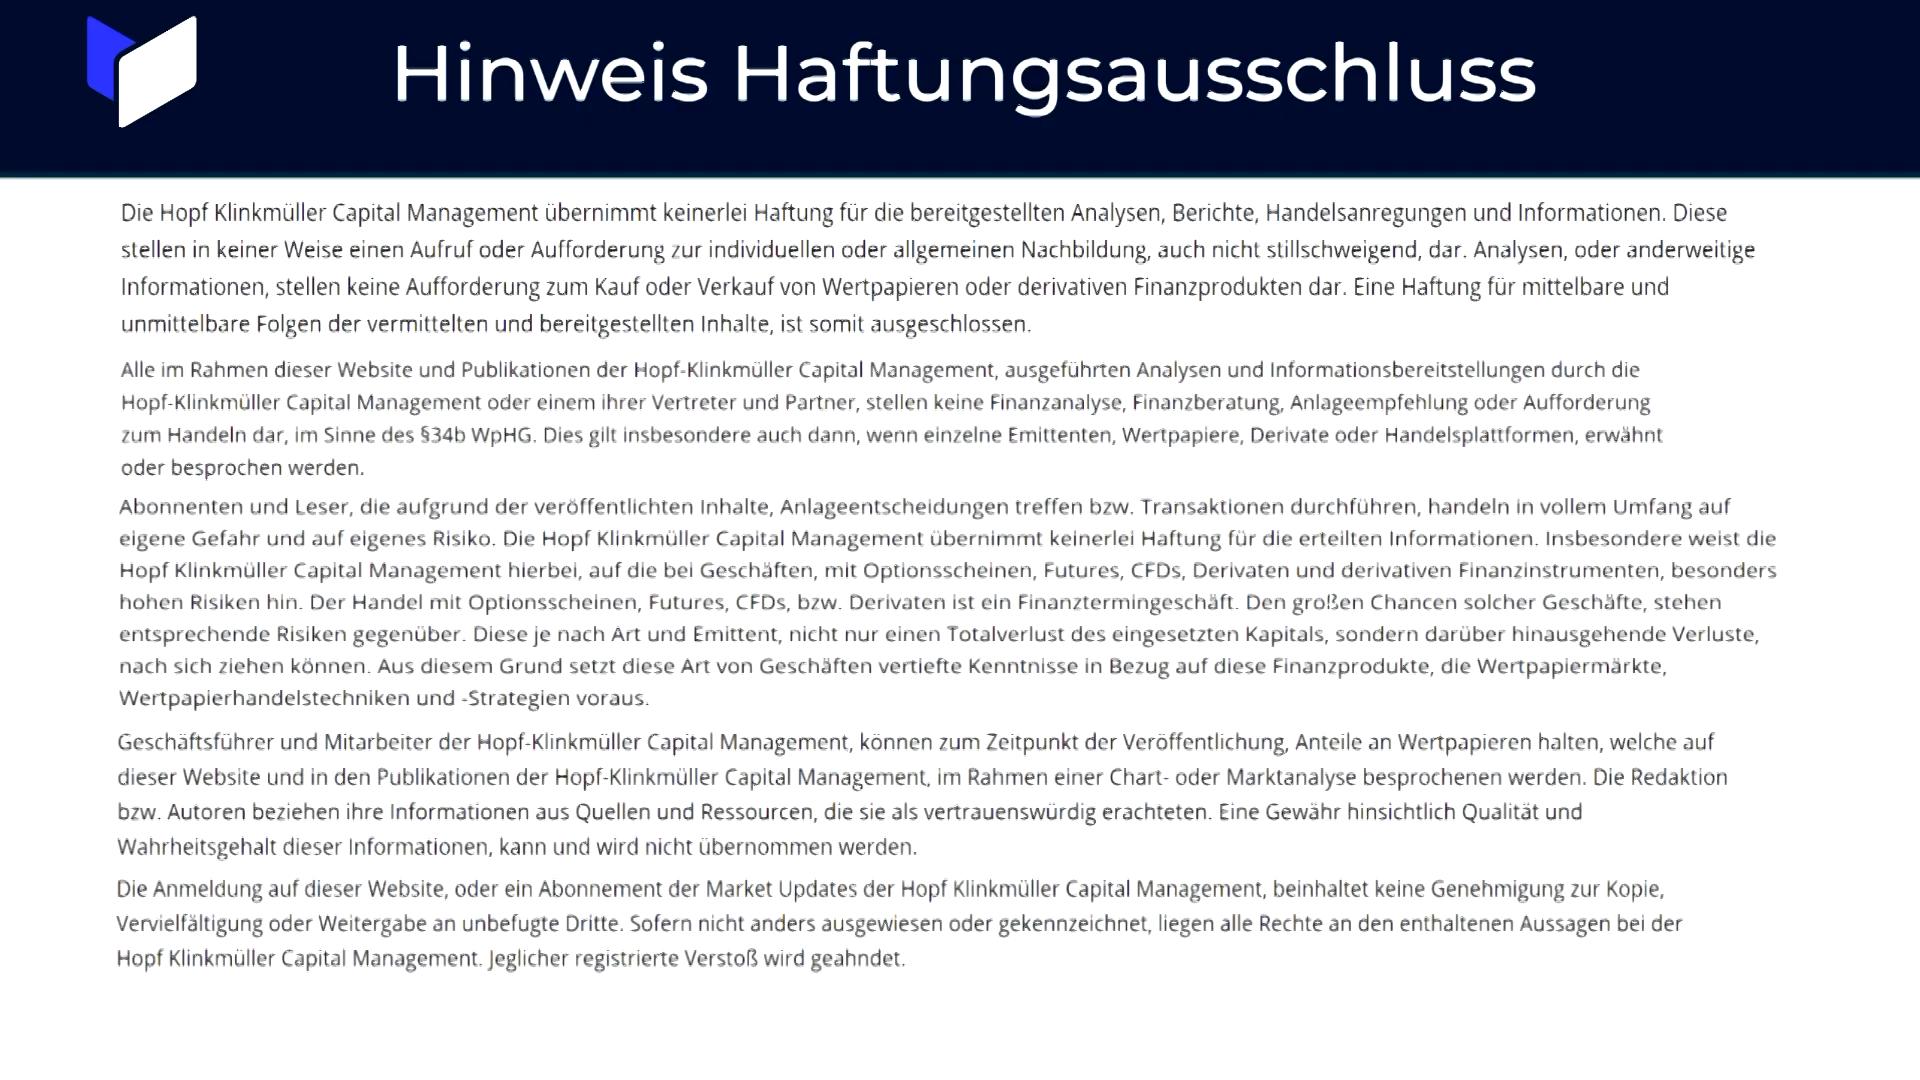 Hinweis Haftungsausschluss
Die Hopf Klinkmüller Capital Management übernimmt keinerlei Haftung für die bereitgestellten Analysen, Berichte, Handelsanregungen und Informationen. Diese
stellen in keiner Weise einen Aufruf oder Aufforderung zur individuellen oder allgemeinen Nachbildung, auch nicht stillschweigend, dar. Analysen, oder anderweitige
Informationen, stellen keine Aufforderung zum Kauf oder Verkauf von Wertpapieren oder derivativen Finanzprodukten dar. Eine Haftung für mittelbare und
unmittelbare Folgen der vermittelten und bereitgestellten Inhalte, ist somit ausgeschlossen.
Alle im Rahmen dieser Website und Publikationen der Hopf-Klinkmüller Capital Management, ausgeführten Analysen und Informationsbereitstellungen durch die
Hopf-Klinkmüller Capital Management oder einem ihrer Vertreter und Partner, stellen keine Finanzanalyse, Finanzberatung, Anlageempfehlung oder Aufforderung
zum Handeln dar, im Sinne des §34b WpHG. Dies gilt insbesondere auch dann, wenn einzelne Emittenten, Wertpapiere, Derivate oder Handelsplattformen, erwähnt
oder besprochen werden.
Abonnenten und Leser, die aufgrund der veröffentlichten Inhalte, Anlageentscheidungen treffen bzw. Transaktionen durchführen, handeln in vollem Umfang auf
eigene Gefahr und auf eigenes Risiko. Die Hopf Klinkmüller Capital Management übernimmt keinerlei Haftung für die erteilten Informationen. Insbesondere weist die
Hopf Klinkmüller Capital Management hierbei, auf die bei Geschäften, mit Optionsscheinen, Futures, CFDs, Derivaten und derivativen Finanzinstrumenten, besonders
hohen Risiken hin. Der Handel mit Optionsscheinen, Futures, CFDs, bzw. Derivaten ist ein Finanztermingeschäft. Den großen Chancen solcher Geschäfte, stehen
entsprechende Risiken gegenüber. Diese je nach Art und Emittent, nicht nur einen Totalverlust des eingesetzten Kapitals, sondern darüber hinausgehende Verluste,
nach sich ziehen können. Aus diesem Grund setzt diese Art von Geschäften vertiefte Kenntnisse in Bezug auf diese Finanzprodukte, die Wertpapiermärkte,
Wertpapierhandelstechniken und -Strategien voraus.
Geschäftsführer und Mitarbeiter der Hopf-Klinkmüller Capital Management, können zum Zeitpunkt der Veröffentlichung, Anteile an Wertpapieren halten, welche auf
dieser Website und in den Publikationen der Hopf-Klinkmüller Capital Management, im Rahmen einer Chart- oder Marktanalyse besprochenen werden. Die Redaktion
bzw. Autoren beziehen ihre Informationen aus Quellen und Ressourcen, die sie als vertrauenswürdig erachteten. Eine Gewähr hinsichtlich Qualität und
Wahrheitsgehalt dieser Informationen, kann und wird nicht übernommen werden.
Die Anmeldung auf dieser Website, oder ein Abonnement der Market Updates der Hopf Klinkmüller Capital Management, beinhaltet keine Genehmigung zur Kopie,
Vervielfältigung oder Weitergabe an unbefugte Dritte. Sofern nicht anders ausgewiesen oder gekennzeichnet, liegen alle Rechte an den enthaltenen Aussagen bei der
Hopf Klinkmüller Capital Management. Jeglicher registrierte Verstoß wird geahndet.